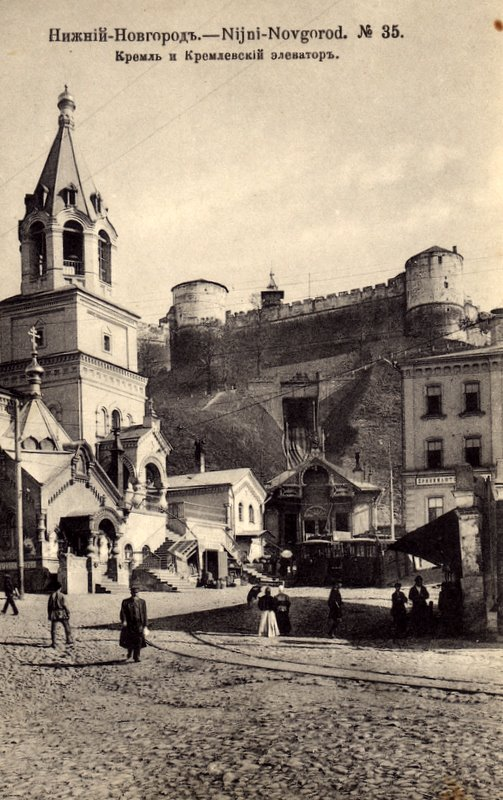 Нижній-Новгородъ.—Nijni-Novgorod. № 35.
Кремль и Кремлевскій элеваторъ.